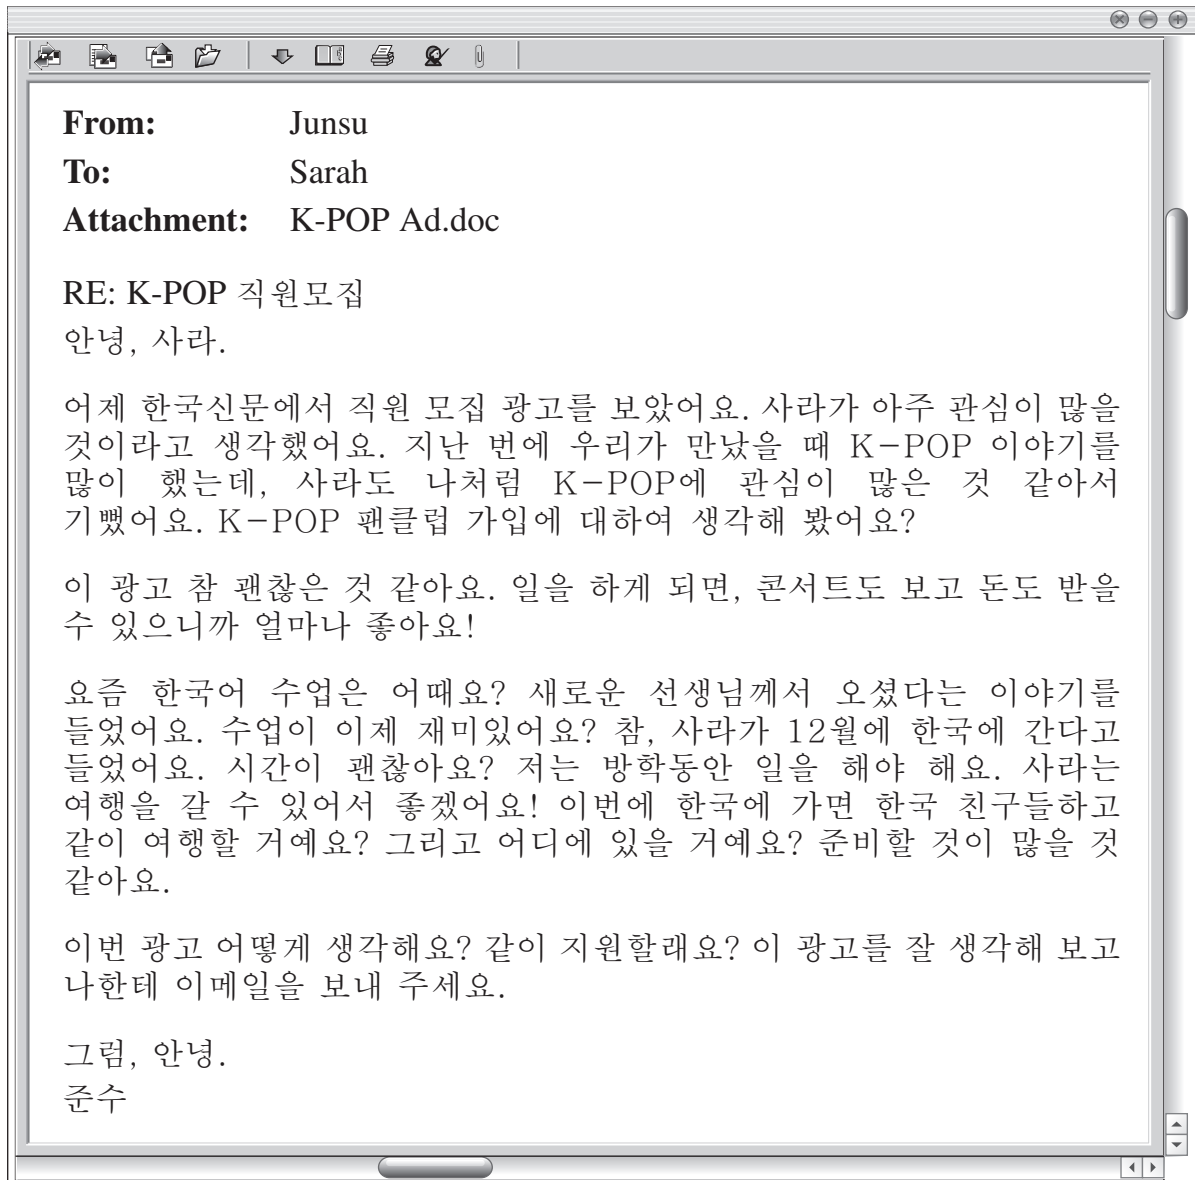 From: Junsu
To: Sarah
Attachment: K-POP Ad.doc
RE: K-POP 직원모집
안녕, 사라.
어제 한국신문에서 직원 모집 광고를 보았어요. 사라가 아주 관심이 많을
것이라고 생각했어요. 지난 번에 우리가 만났을 때 K-POP 이야기를
많이 했는데, 사라도 나처럼 K-POP에 관심이 많은 것 같아서
기뻤어요. K-POP 팬클럽 가입에 대하여 생각해 봤어요?
이 광고 참 괜찮은 것 같아요. 일을 하게 되면, 콘서트도 보고 돈도 받을
수 있으니까 얼마나 좋아요!
요즘 한국어 수업은 어때요? 새로운 선생님께서 오셨다는 이야기를
들었어요. 수업이 이제 재미있어요? 참, 사라가 12월에 한국에 간다고
들었어요. 시간이 괜찮아요? 저는 방학동안 일을 해야 해요. 사라는
여행을 갈 수 있어서 좋겠어요! 이번에 한국에 가면 한국 친구들하고
같이 여행할 거예요? 그리고 어디에 있을 거예요? 준비할 것이 많을 것
같아요.
이번 광고 어떻게 생각해요? 같이 지원할래요? 이 광고를 잘 생각해 보고
나한테 이메일을 보내 주세요.
그럼, 안녕.
준수